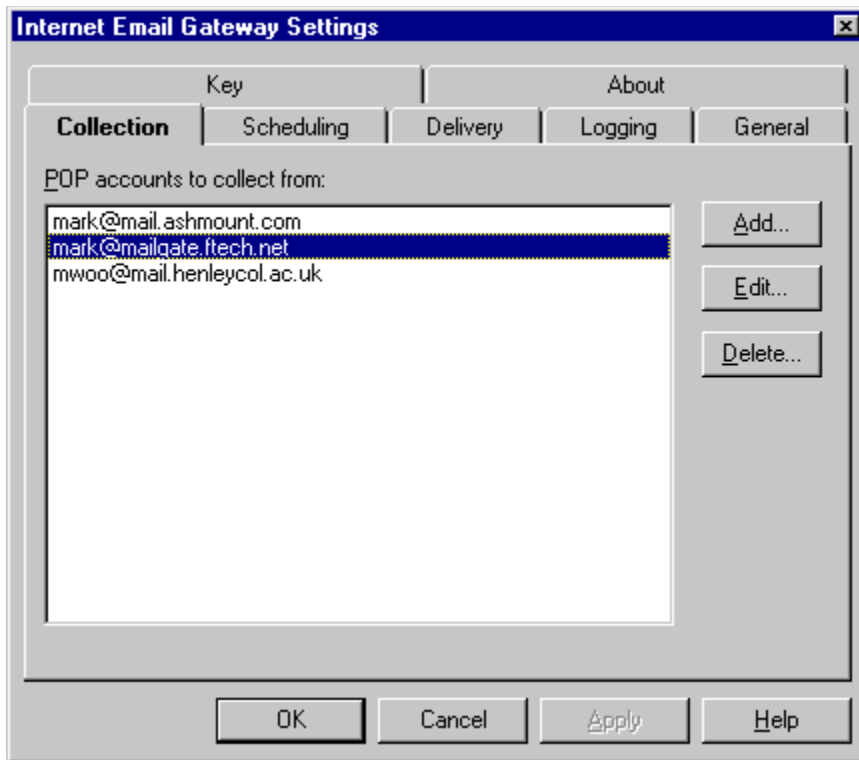 Internet Email Gateway Settings
Key About
Collection Scheduling Delivery Logging General
POP accounts to collect from:
mark@mail.ashmount.com
mark@mailgate.ftech.net
mwoo@mail.henleycol.ac.uk
Add...
Edit...
Delete...
OK Cancel Apply Help